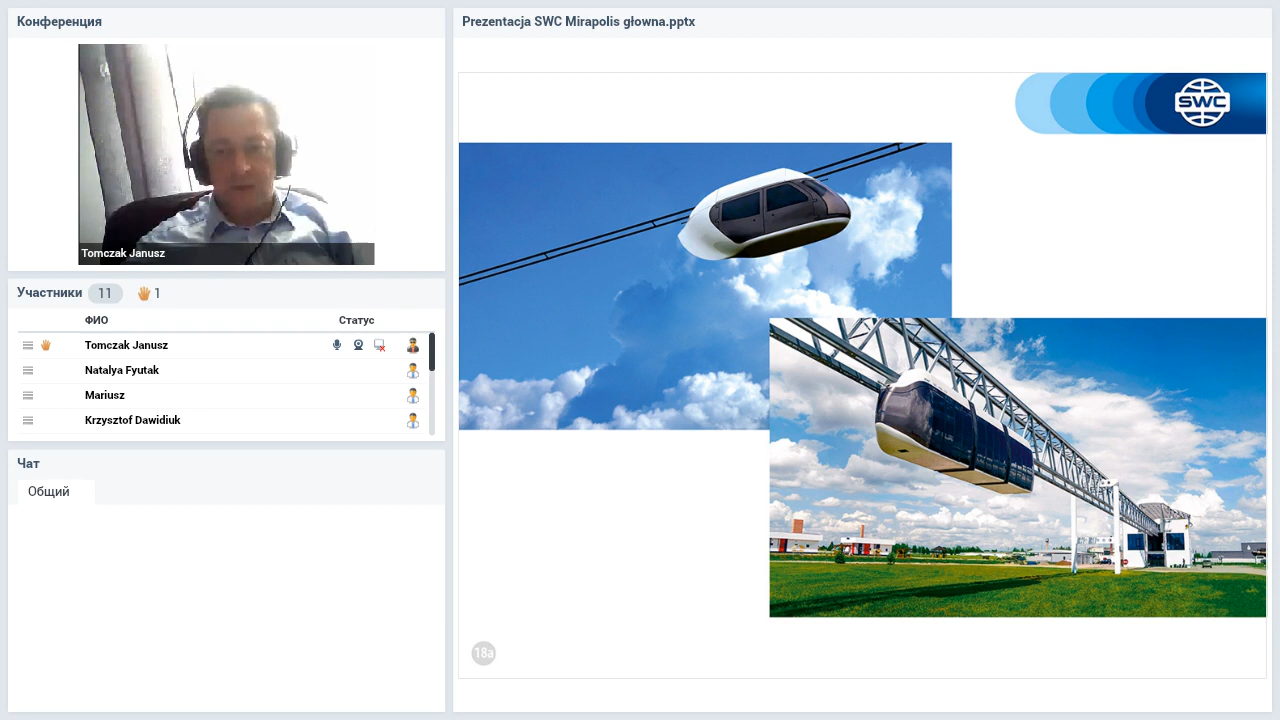 Конференция
Tomczak Janusz
Участники 11 1
ФИО Статус
Tomczak Janusz
Natalya Fyutak
Mariusz
Krzysztof Dawidiuk
Чат
Общий
Prezentacja SWC Mirapolis głowna.pptx
SWC
18a